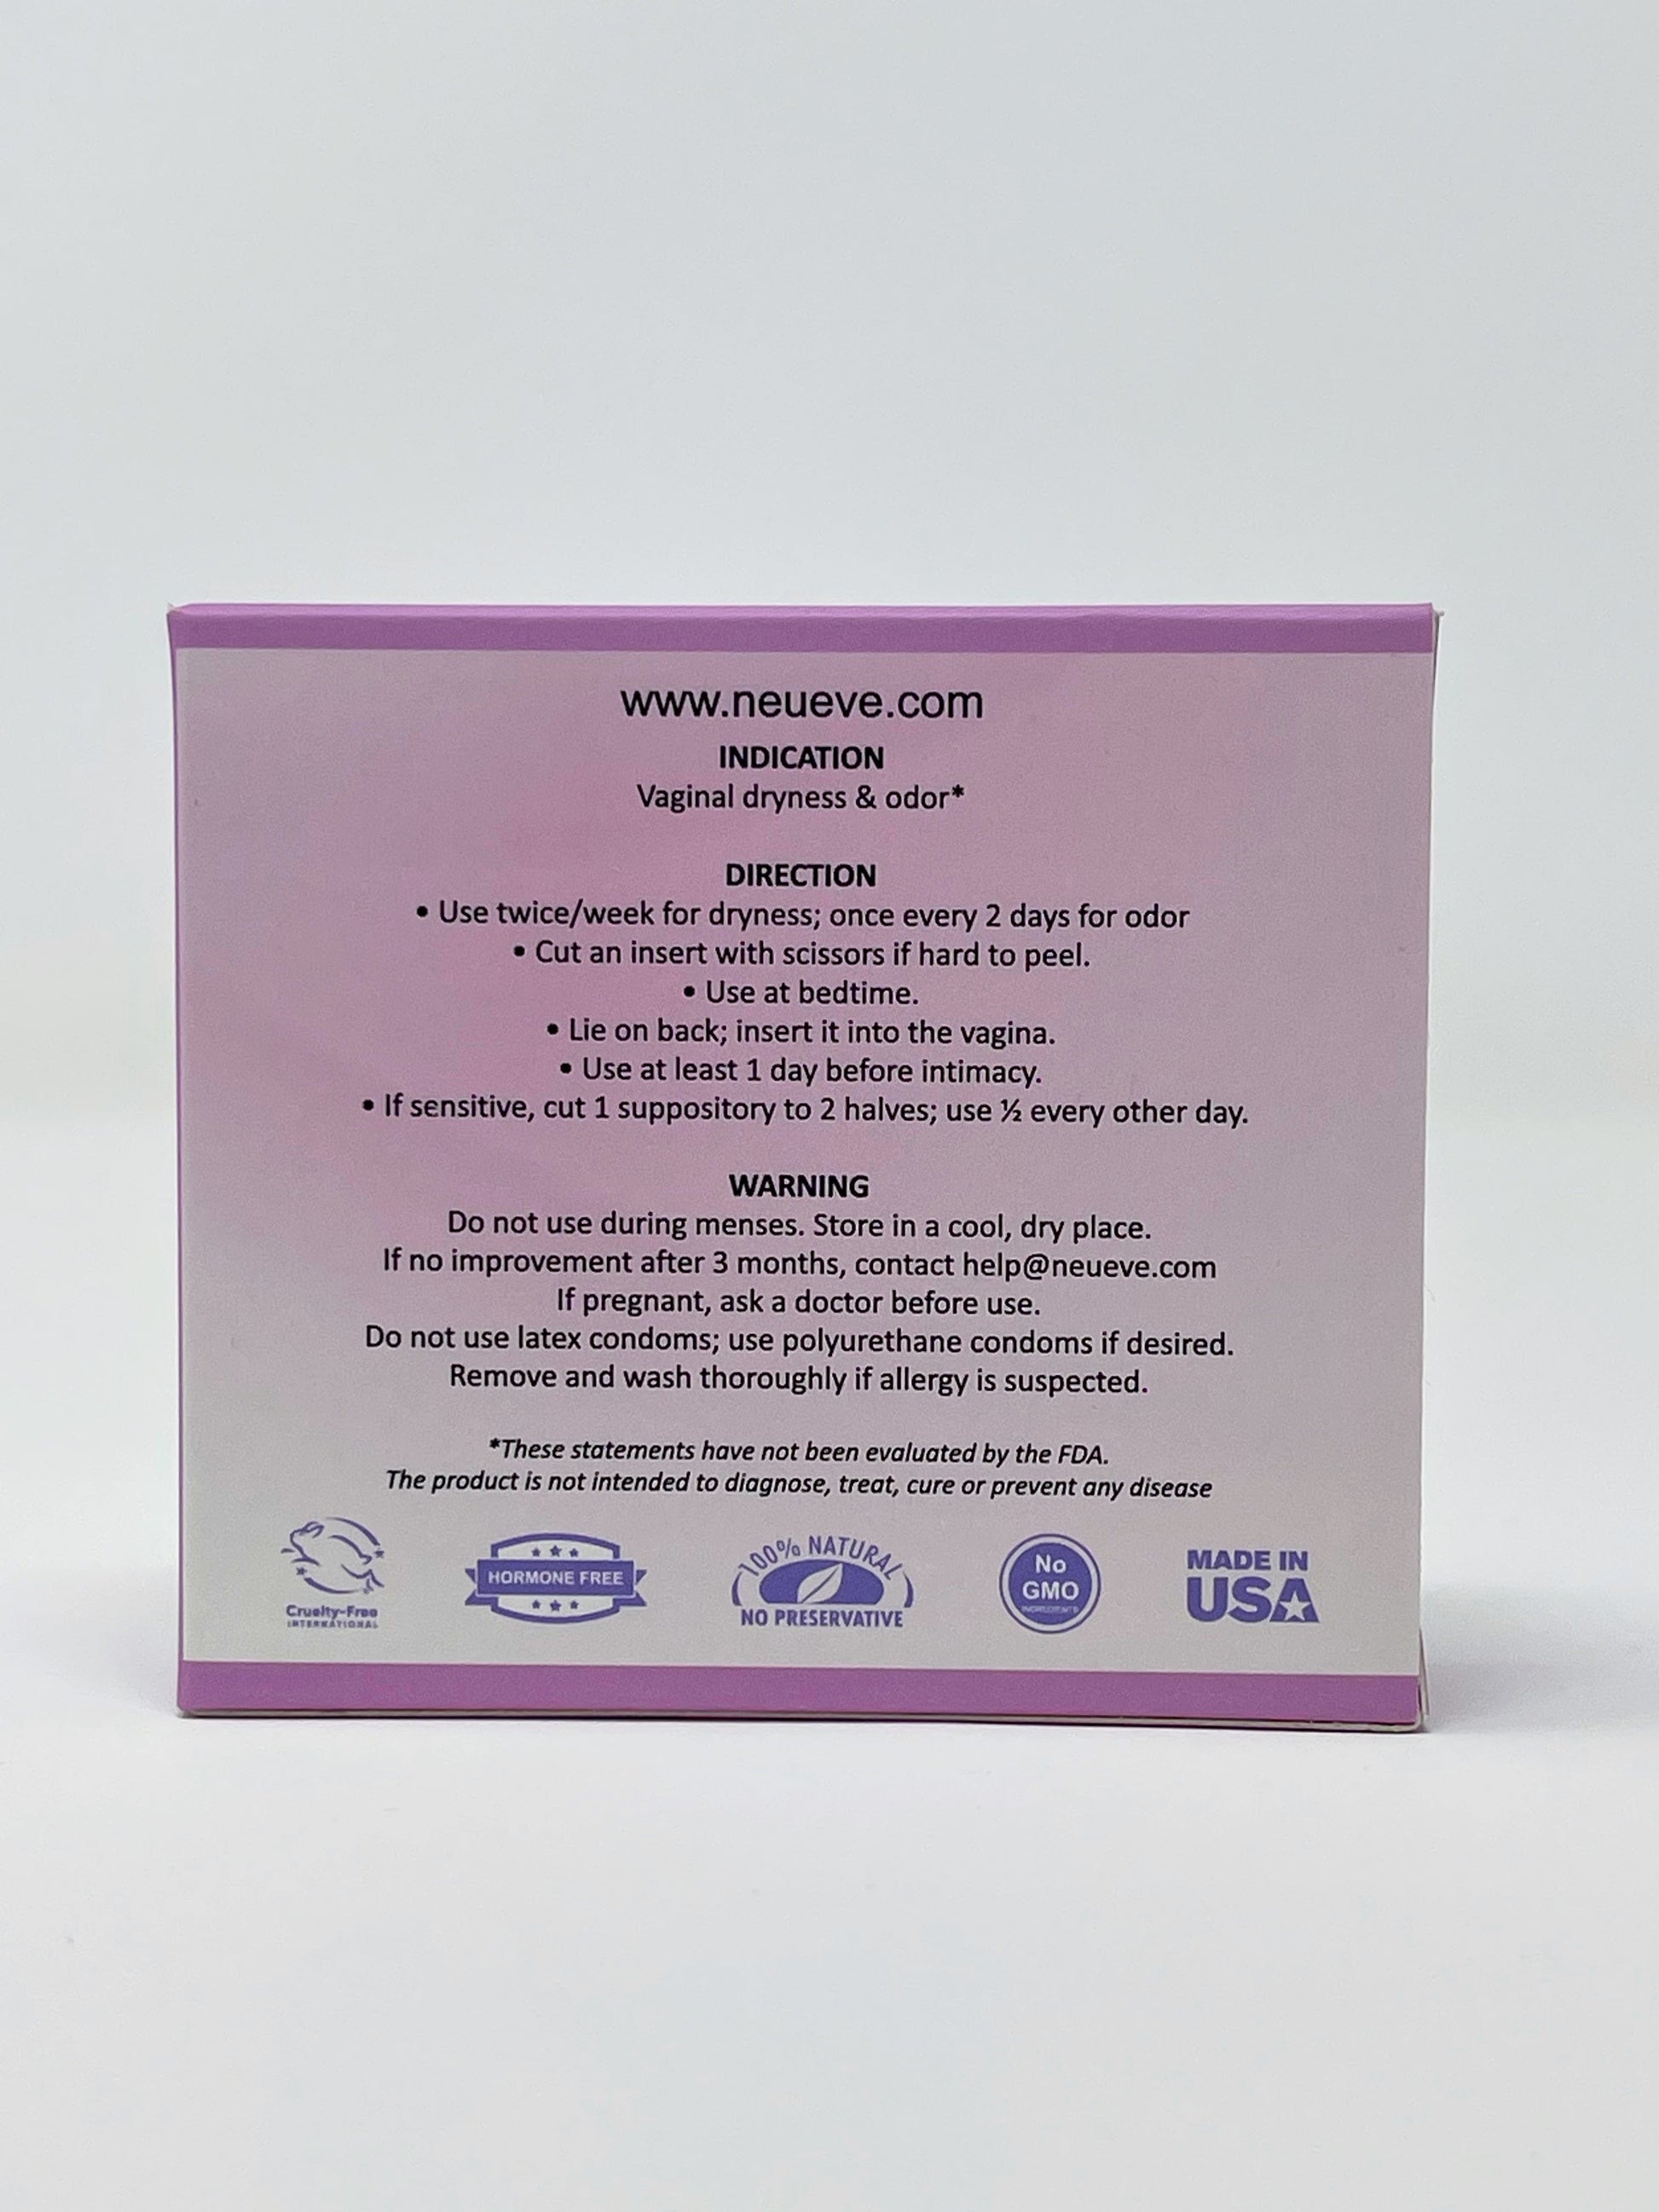 www.neueve.com
INDICATION
Vaginal dryness & odor*
DIRECTION
• Use twice/week for dryness; once every 2 days for odor
• Cut an insert with scissors if hard to peel.
• Use at bedtime.
• Lie on back; insert it into the vagina.
• Use at least 1 day before intimacy.
• If sensitive, cut 1 suppository to 2 halves; use ½ every other day.
WARNING
Do not use during menses. Store in a cool, dry place.
If no improvement after 3 months, contact help@neueve.com
If pregnant, ask a doctor before use.
Do not use latex condoms; use polyurethane condoms if desired.
Remove and wash thoroughly if allergy is suspected.
*These statements have not been evaluated by the FDA.
The product is not intended to diagnose, treat, cure or prevent any disease
Cruelty-Free
INTERNATIONAL
HORMONE FREE
100% NATURAL
NO PRESERVATIVE
No
GMO
INGREDIENTS
MADE IN
USA